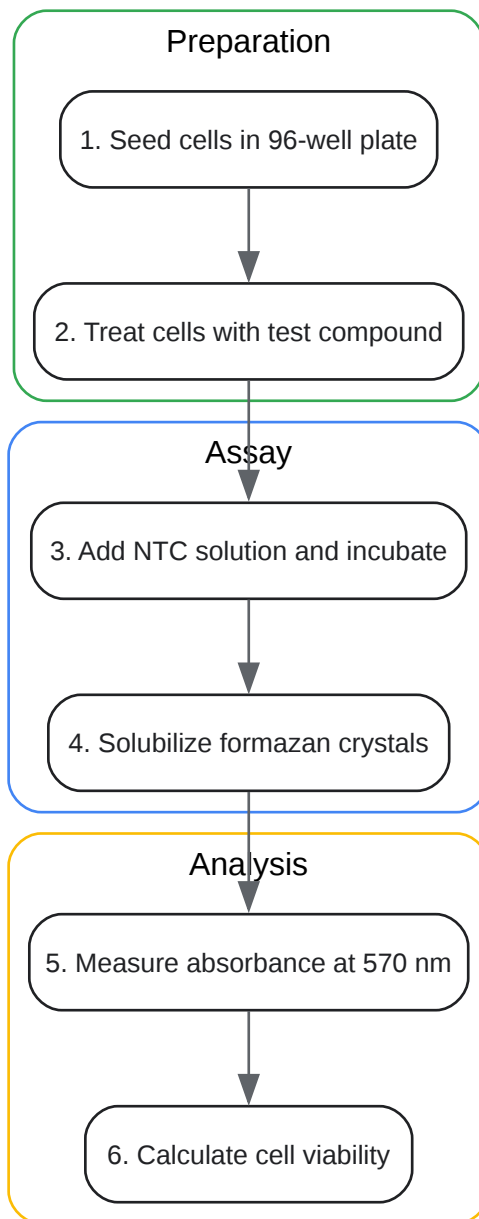 Preparation
1. Seed cells in 96-well plate
2. Treat cells with test compound
Assay
3. Add NTC solution and incubate
4. Solubilize formazan crystals
Analysis
5. Measure absorbance at 570 nm
6. Calculate cell viability